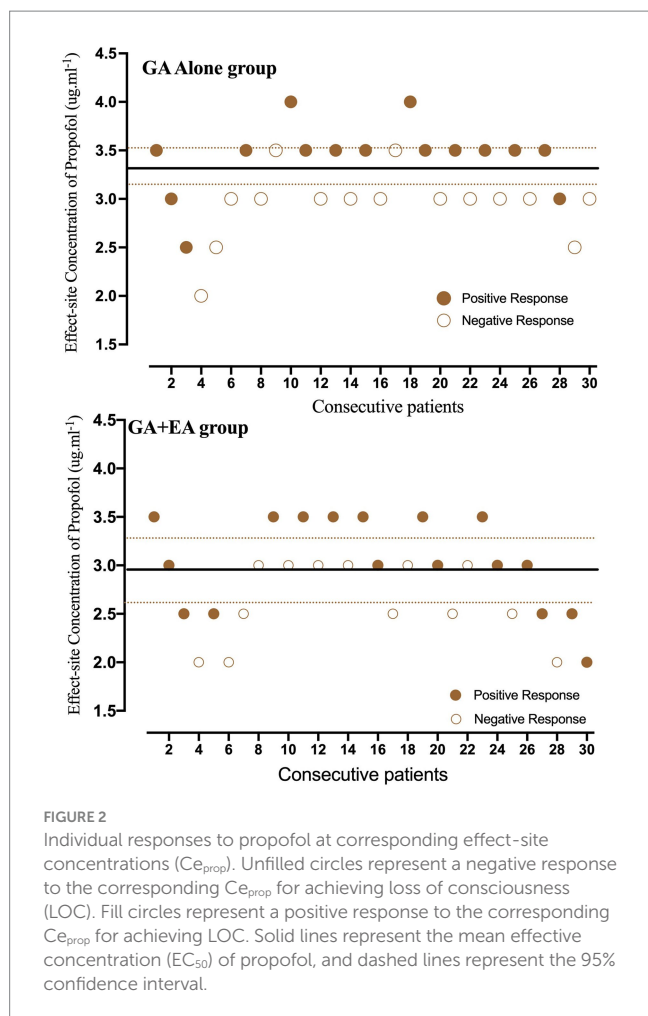 GA Alone group
Effect-site Concentration of Propofol (ug.ml-1)
4.5
4.0
3.5
3.0
2.5
2.0
1.5
Positive Response
Negative Response
2 4 6 8 10 12 14 16 18 20 22 24 26 28 30
Consecutive patients
GA+EA group
Effect-site Concentration of Propofol (ug.ml-1)
4.5
4.0
3.5
3.0
2.5
2.0
1.5
Positive Response
Negative Response
2 4 6 8 10 12 14 16 18 20 22 24 26 28 30
Consecutive patients
FIGURE 2
Individual responses to propofol at corresponding effect-site
concentrations (Ceprop). Unfilled circles represent a negative response
to the corresponding Ceprop for achieving loss of consciousness
(LOC). Fill circles represent a positive response to the corresponding
Ceprop for achieving LOC. Solid lines represent the mean effective
concentration (EC50) of propofol, and dashed lines represent the 95%
confidence interval.